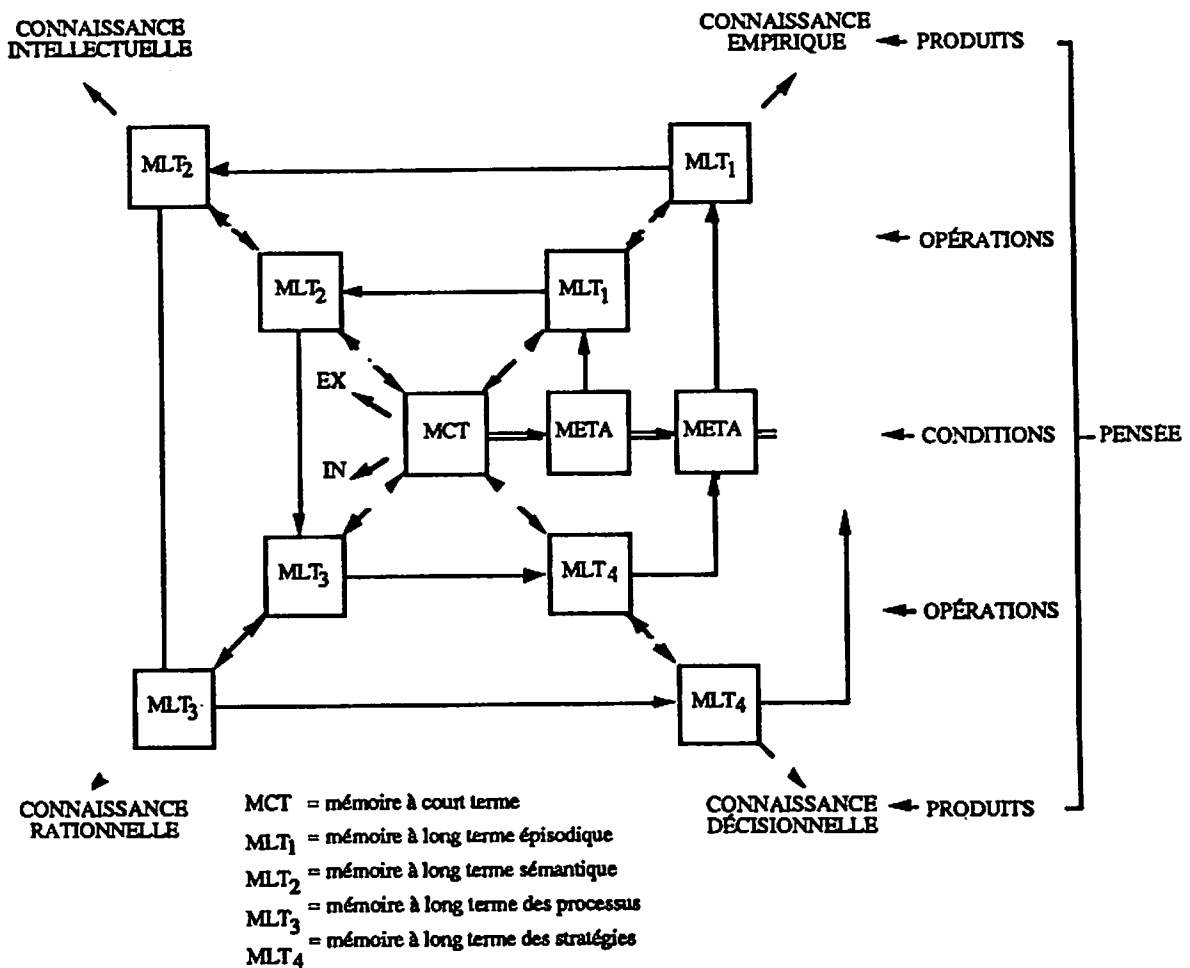 CONNAISSANCE
INTELLECTUELLE
CONNAISSANCE
EMPIRIQUE
PRODUITS
MLT2
MLT1
OPÉRATIONS
MLT2
MLT1
EX
MCT
META
META
CONDITIONS
PENSÉE
IN
MLT3
MLT4
OPÉRATIONS
MLT3
MLT4
CONNAISSANCE
RATIONNELLE
CONNAISSANCE
DÉCISIONNELLE
PRODUITS
MCT = mémoire à court terme
MLT1 = mémoire à long terme épisodique
MLT2 = mémoire à long terme sémantique
MLT3 = mémoire à long terme des processus
MLT4 = mémoire à long terme des stratégies